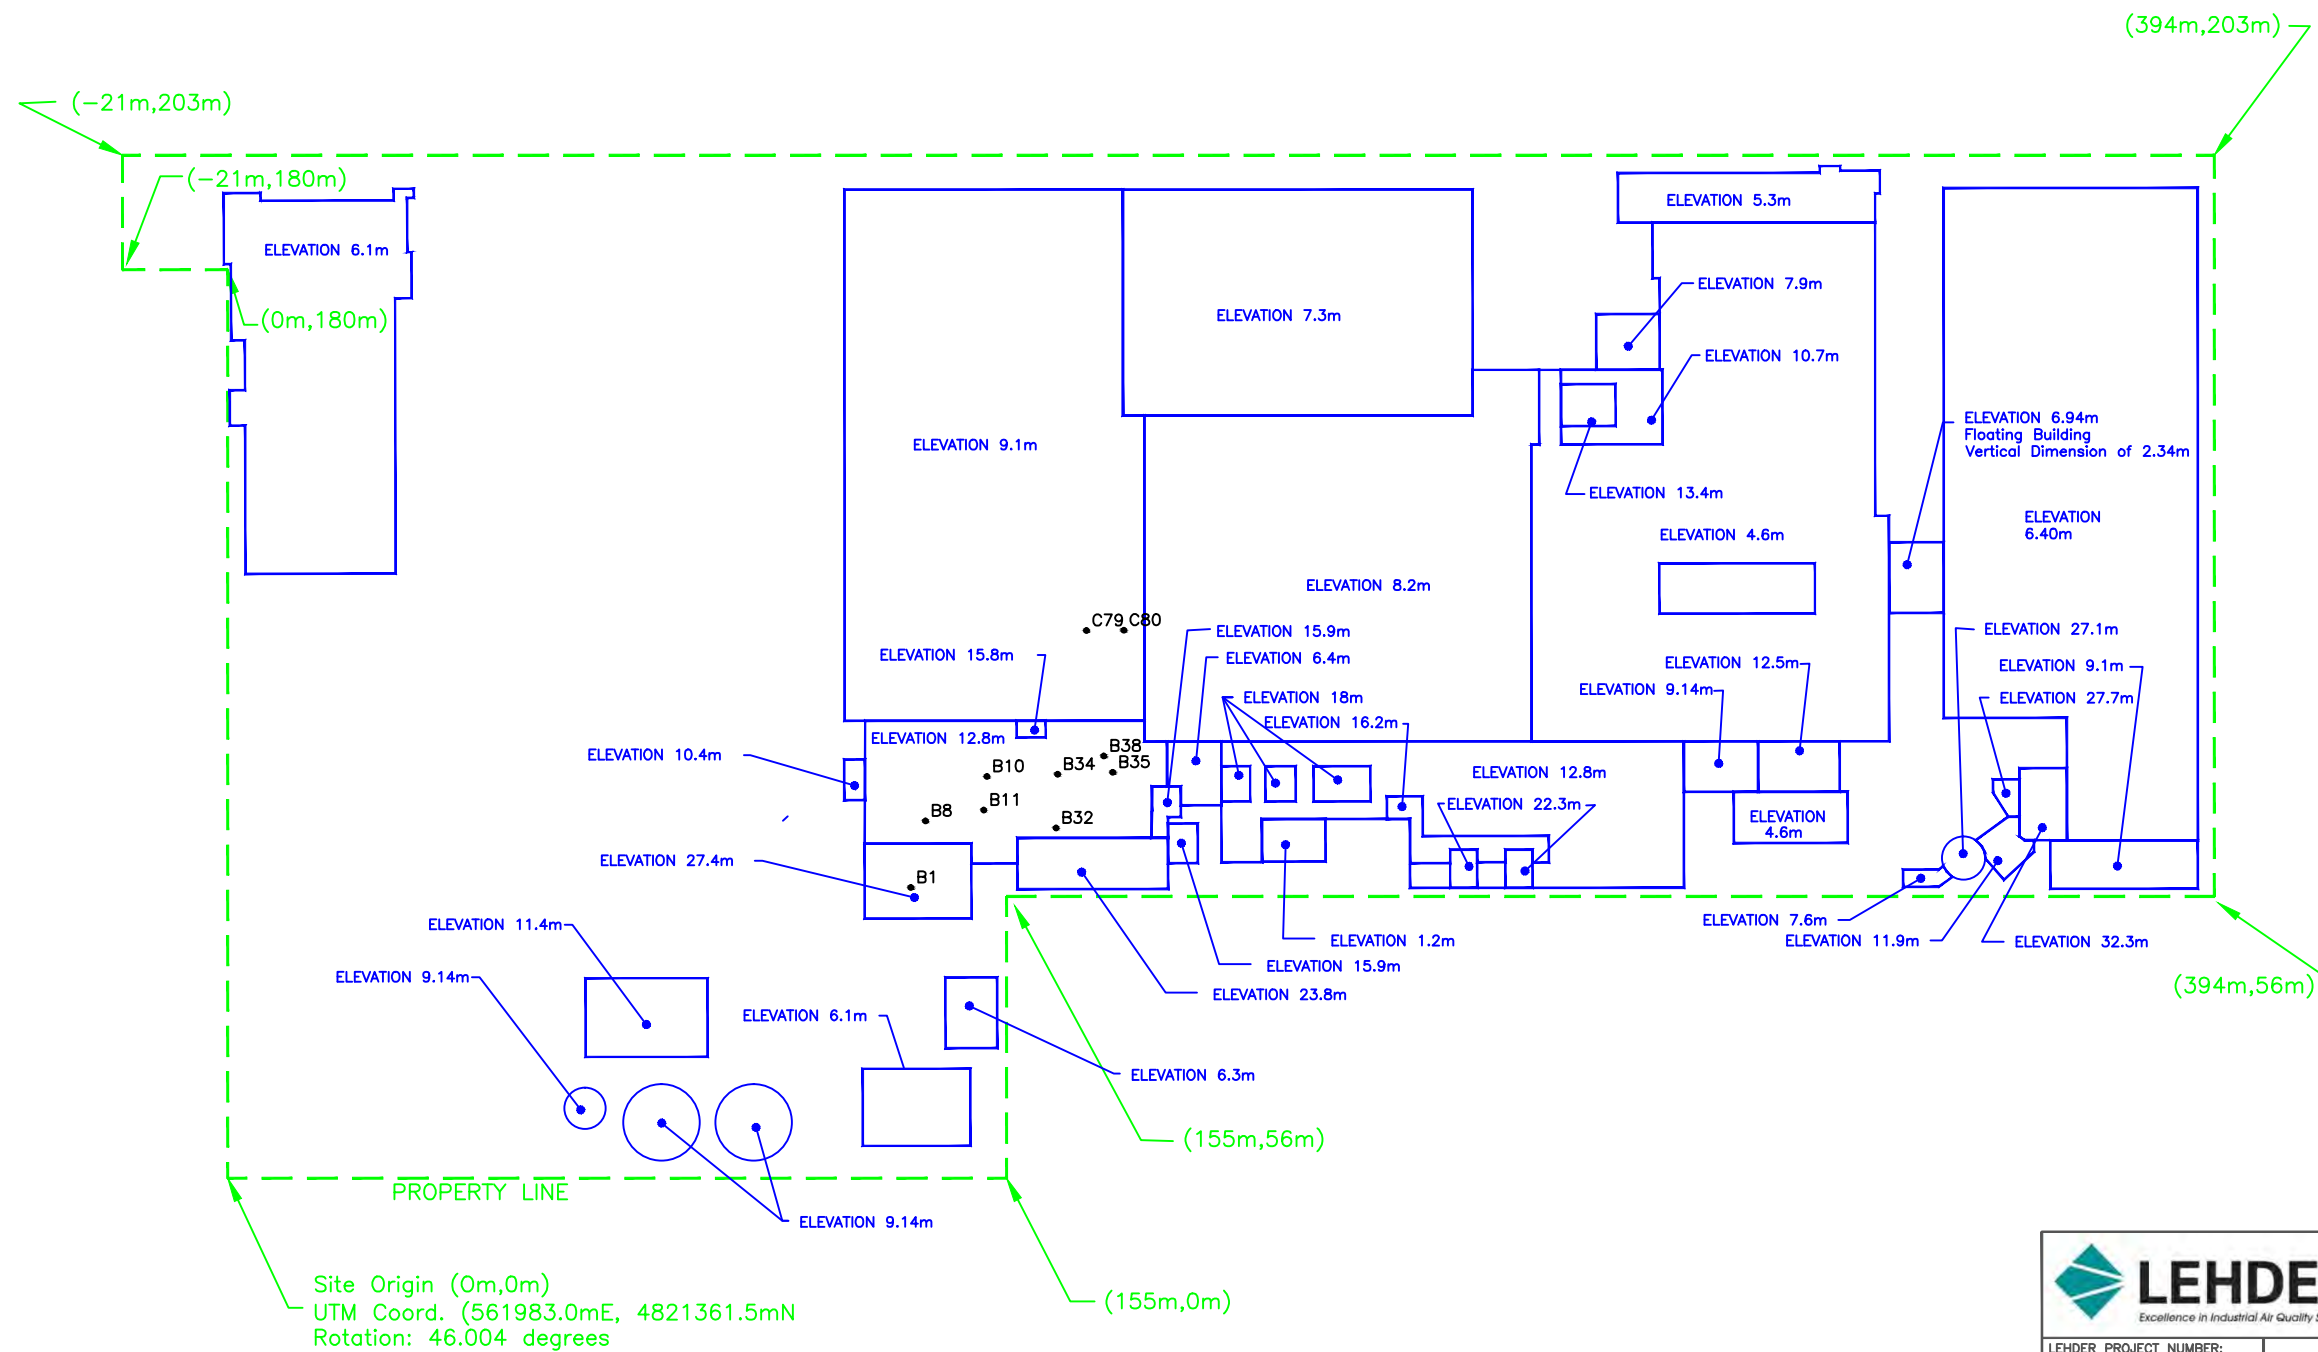 (394m,203m)
(-21m,203m)
(-21m,180m)
ELEVATION 5.3m
ELEVATION 6.1m
ELEVATION 7.9m
(0m,180m)
ELEVATION 7.3m
ELEVATION 10.7m
ELEVATION 6.94m
Floating Building
Vertical Dimension of 2.34m
ELEVATION 9.1m
ELEVATION 13.4m
ELEVATION
6.40m
ELEVATION 4.6m
ELEVATION 8.2m
C79 C80
ELEVATION 15.9m
ELEVATION 27.1m
ELEVATION 15.8m
ELEVATION 6.4m
ELEVATION 12.5m
ELEVATION 9.1m
ELEVATION 9.14m
ELEVATION 18m
ELEVATION 27.7m
ELEVATION 16.2m
ELEVATION 12.8m
B38
ELEVATION 10.4m
B10
B34
B35
ELEVATION 12.8m
B11
ELEVATION 22.3m
B8
B32
ELEVATION
4.6m
ELEVATION 27.4m
B1
ELEVATION 11.4m
ELEVATION 7.6m
ELEVATION 1.2m
ELEVATION 11.9m
ELEVATION 32.3m
ELEVATION 15.9m
ELEVATION 9.14m
(394m,56m)
ELEVATION 23.8m
ELEVATION 6.1m
ELEVATION 6.3m
(155m,56m)
PROPERTY LINE
ELEVATION 9.14m
Site Origin (0m,0m)
UTM Coord. (561983.0mE, 4821361.5mN
Rotation: 46.004 degrees
(155m,0m)
LEHDE
Excellence in Industrial Air Quality S
LEHDER PROJECT NUMBER: